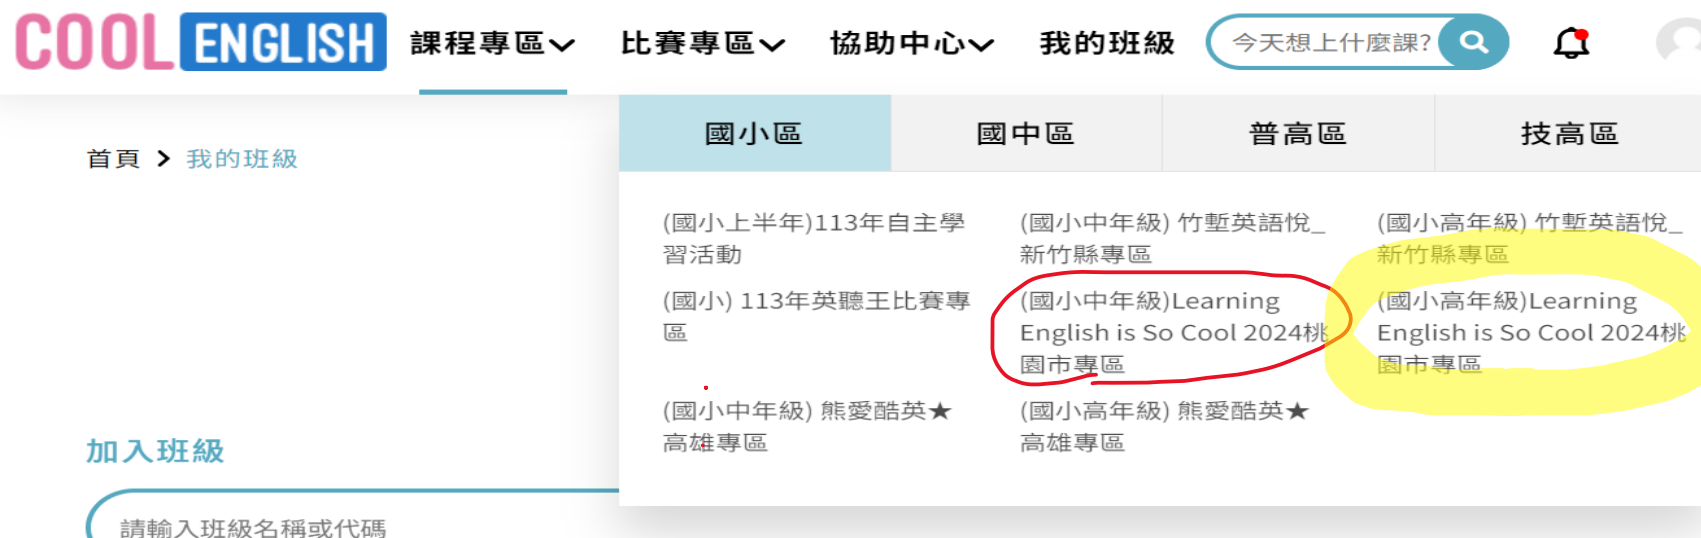 COOL ENGLISH 課程專區 比賽專區 協助中心 我的班級 今天想上什麼課?
國小區 國中區 普高區 技高區
首頁 > 我的班級
(國小上半年)113年自主學
習活動
(國小中年級) 竹塹英語悅_
新竹縣專區
(國小高年級) 竹塹英語悅_
新竹縣專區
(國小) 113年英聽王比賽專
區
(國小中年級)Learning
English is So Cool 2024桃
園市專區
(國小高年級)Learning
English is So Cool 2024桃
園市專區
(國小中年級) 熊愛酷英★
高雄專區
(國小高年級) 熊愛酷英★
高雄專區
加入班級
請輸入班級名稱或代碼